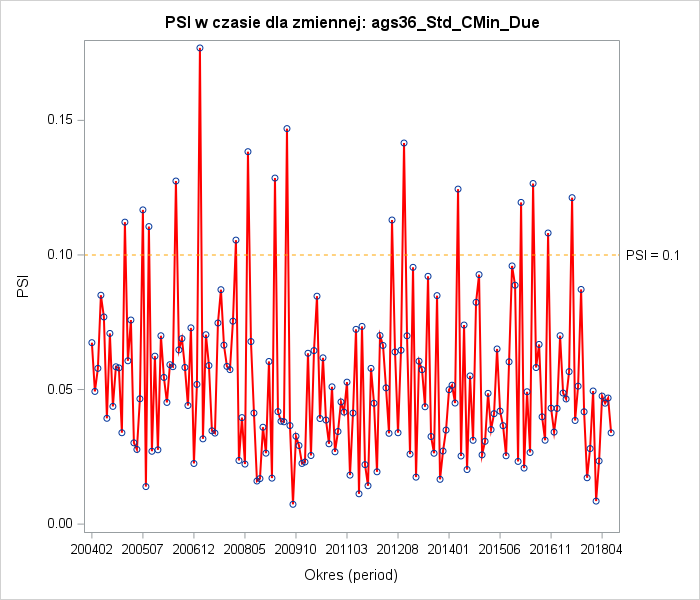 PSI w czasie dla zmiennej: ags36_Std_CMin_Due
0.15
0.10
0.05
0.00
PSI
PSI = 0.1
200402 200507 200612 200805 200910 201103 201208 201401 201506 201611 201804
Okres (period)